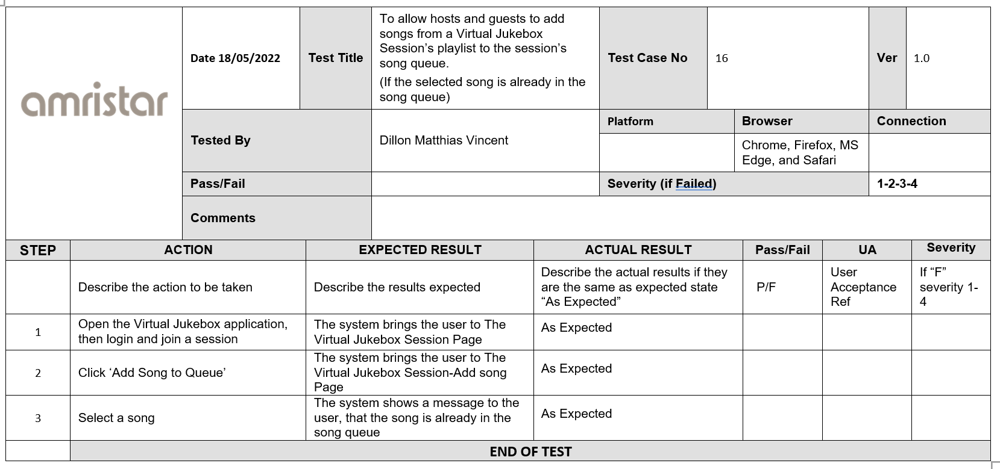 amristar
Date 18/05/2022
Test Title
To allow hosts and guests to add
songs from a Virtual Jukebox
Session’s playlist to the session’s
song queue.
(If the selected song is already in the
song queue)
Test Case No
16
Ver
1.0
Tested By
Dillon Matthias Vincent
Platform
Browser
Connection
Chrome, Firefox, MS
Edge, and Safari
Pass/Fail
Severity (if Failed)
1-2-3-4
Comments
STEP
ACTION
EXPECTED RESULT
ACTUAL RESULT
Pass/Fail
UA
Severity
Describe the action to be taken
Describe the results expected
Describe the actual results if they
are the same as expected state
“As Expected”
P/F
User
Acceptance
Ref
If “F”
severity 1-
4
1
Open the Virtual Jukebox application,
then login and join a session
The system brings the user to The
Virtual Jukebox Session Page
As Expected
2
Click ‘Add Song to Queue’
The system brings the user to The
Virtual Jukebox Session-Add song
Page
As Expected
3
Select a song
The system shows a message to the
user, that the song is already in the
song queue
As Expected
END OF TEST